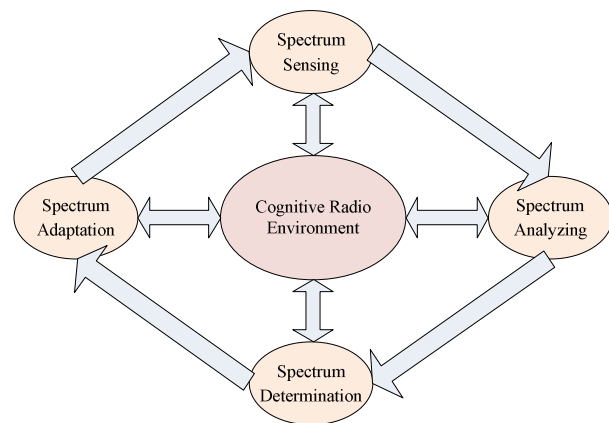 Spectrum
Sensing
Spectrum
Adaptation
Cognitive Radio
Environment
Spectrum
Analyzing
Spectrum
Determination